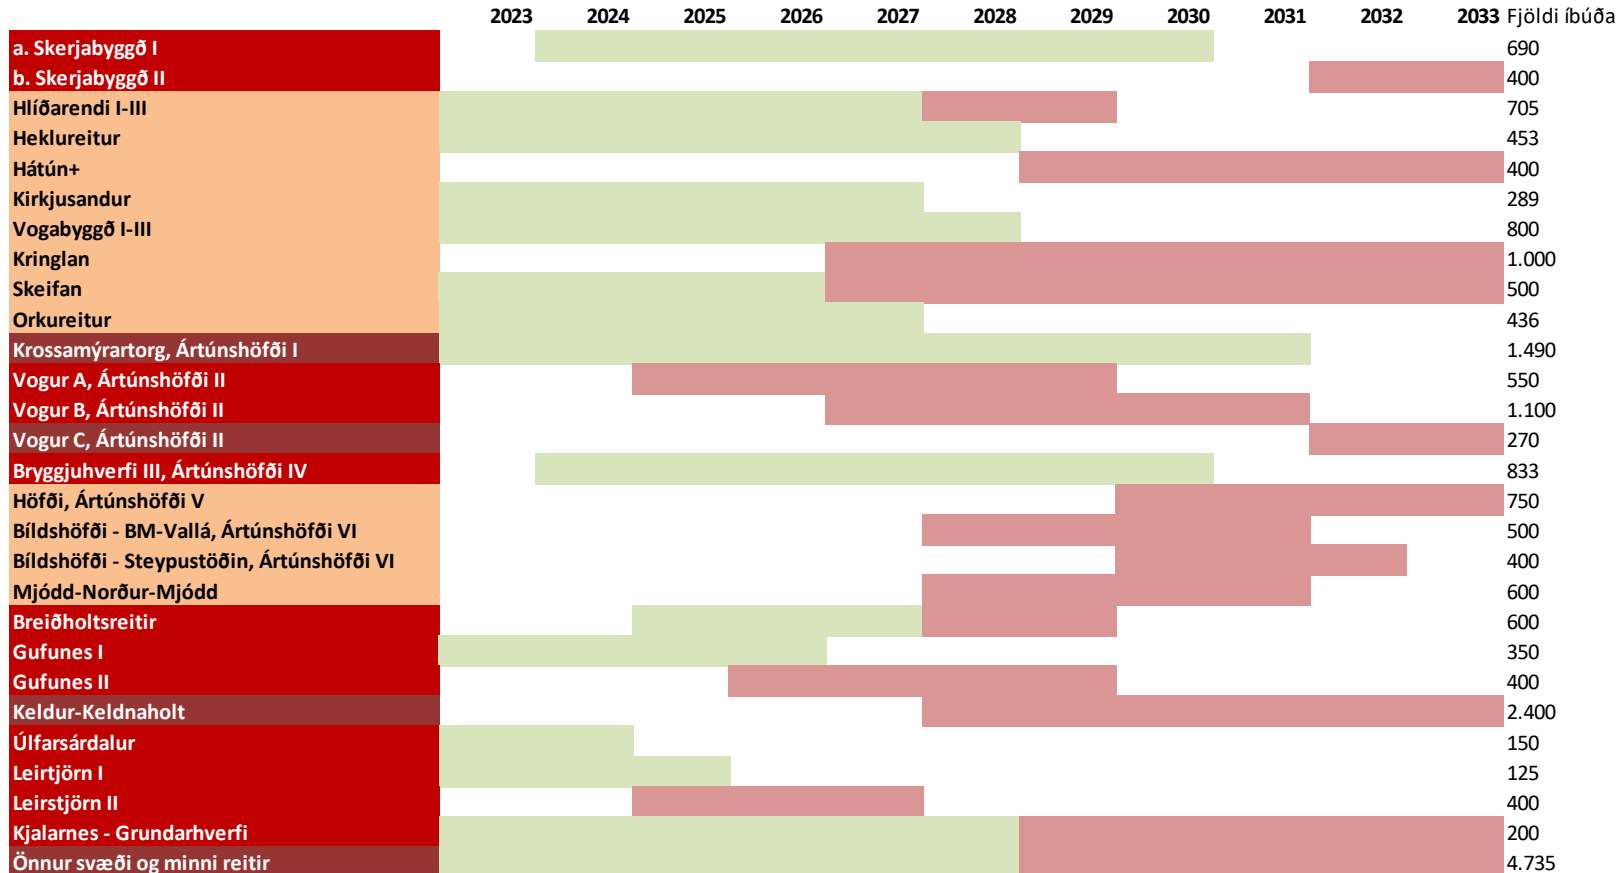 2023 2024 2025 2026 2027 2028 2029 2030 2031 2032 2033 Fjöldi íbúða
a. Skerjabyggð I 690
b. Skerjabyggð II 400
Hlíðarendi I-III 705
Heklureitur 453
Hátún+ 400
Kirkjusandur 289
Vogabyggð I-III 800
Kringlan 1.000
Skeifan 500
Orkureitur 436
Krossamýrartorg, Ártúnshöfði I 1.490
Vogur A, Ártúnshöfði II 550
Vogur B, Ártúnshöfði II 1.100
Vogur C, Ártúnshöfði II 270
Bryggjuhverfi III, Ártúnshöfði IV 833
Höfði, Ártúnshöfði V 750
Bíldshöfði - BM-Vallá, Ártúnshöfði VI 500
Bíldshöfði - Steypustöðin, Ártúnshöfði VI 400
Mjódd-Norður-Mjódd 600
Breiðholtsreitir 600
Gufunes I 350
Gufunes II 400
Keldur-Keldnaholt 2.400
Úlfarsárdalur 150
Leirtjörn I 125
Leirstjörn II 400
Kjalarnes - Grundarhverfi 200
Önnur svæði og minni reitir 4.735